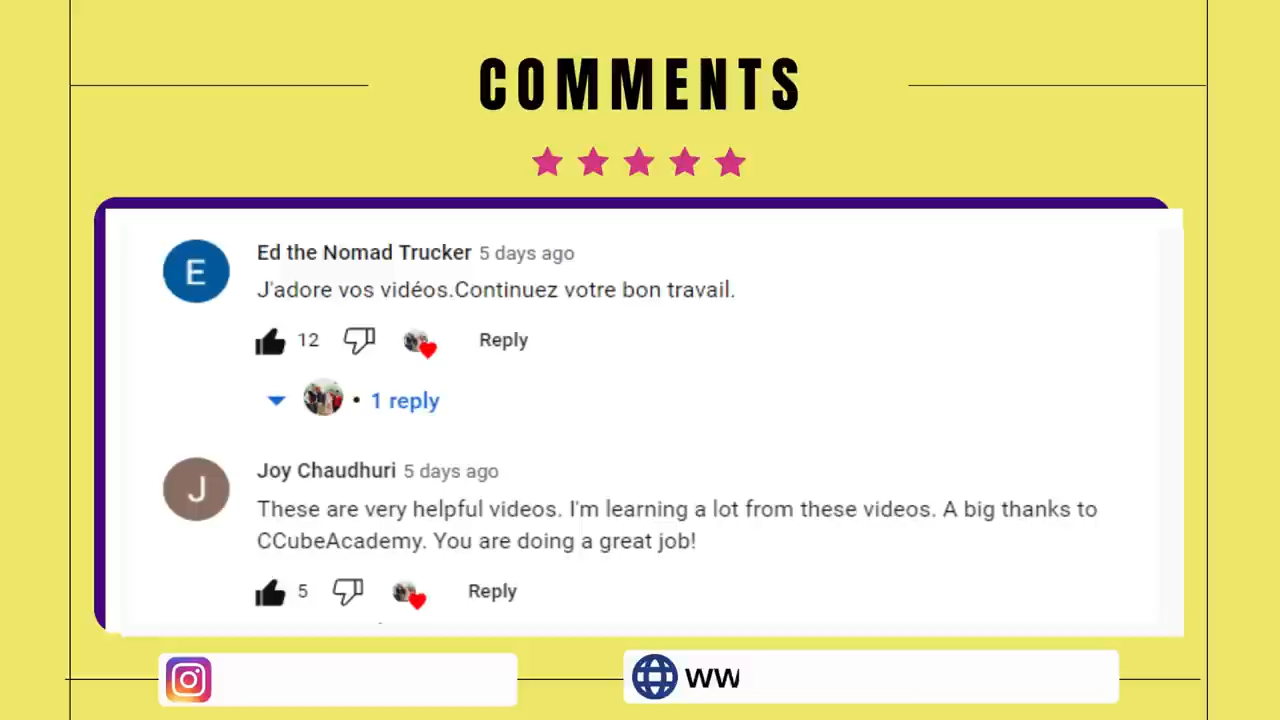 COMMENTS
Ed the Nomad Trucker 5 days ago
E
J'adore vos vidéos.Continuez votre bon travail.
12
Reply
• 1 reply
Joy Chaudhuri 5 days ago
J
These are very helpful videos. I'm learning a lot from these videos. A big thanks to
CCubeAcademy. You are doing a great job!
5
Reply
WW